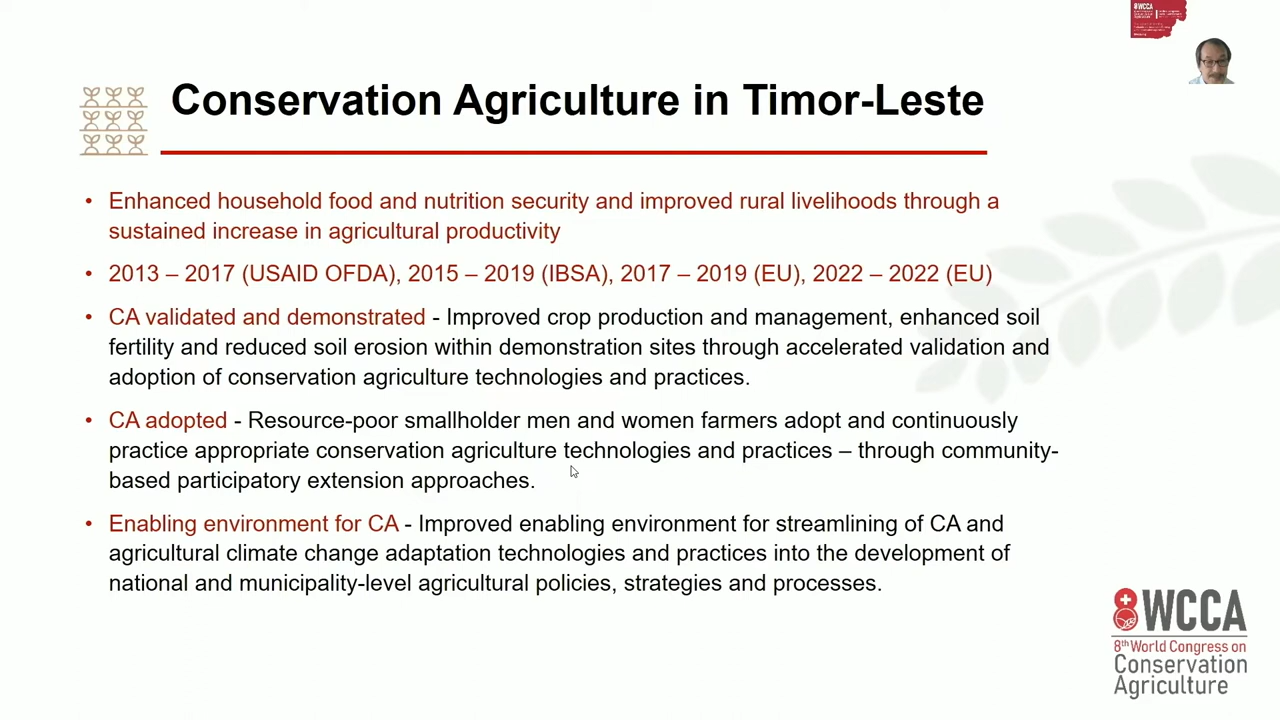 8WCCA
Conservation Agriculture in Timor-Leste
• Enhanced household food and nutrition security and improved rural livelihoods through a
sustained increase in agricultural productivity
• 2013 – 2017 (USAID OFDA), 2015 – 2019 (IBSA), 2017 – 2019 (EU), 2022 – 2022 (EU)
• CA validated and demonstrated - Improved crop production and management, enhanced soil
fertility and reduced soil erosion within demonstration sites through accelerated validation and
adoption of conservation agriculture technologies and practices.
• CA adopted - Resource-poor smallholder men and women farmers adopt and continuously
practice appropriate conservation agriculture technologies and practices – through community-
based participatory extension approaches.
• Enabling environment for CA - Improved enabling environment for streamlining of CA and
agricultural climate change adaptation technologies and practices into the development of
national and municipality-level agricultural policies, strategies and processes.
8WCCA
8th World Congress on
Conservation
Agriculture